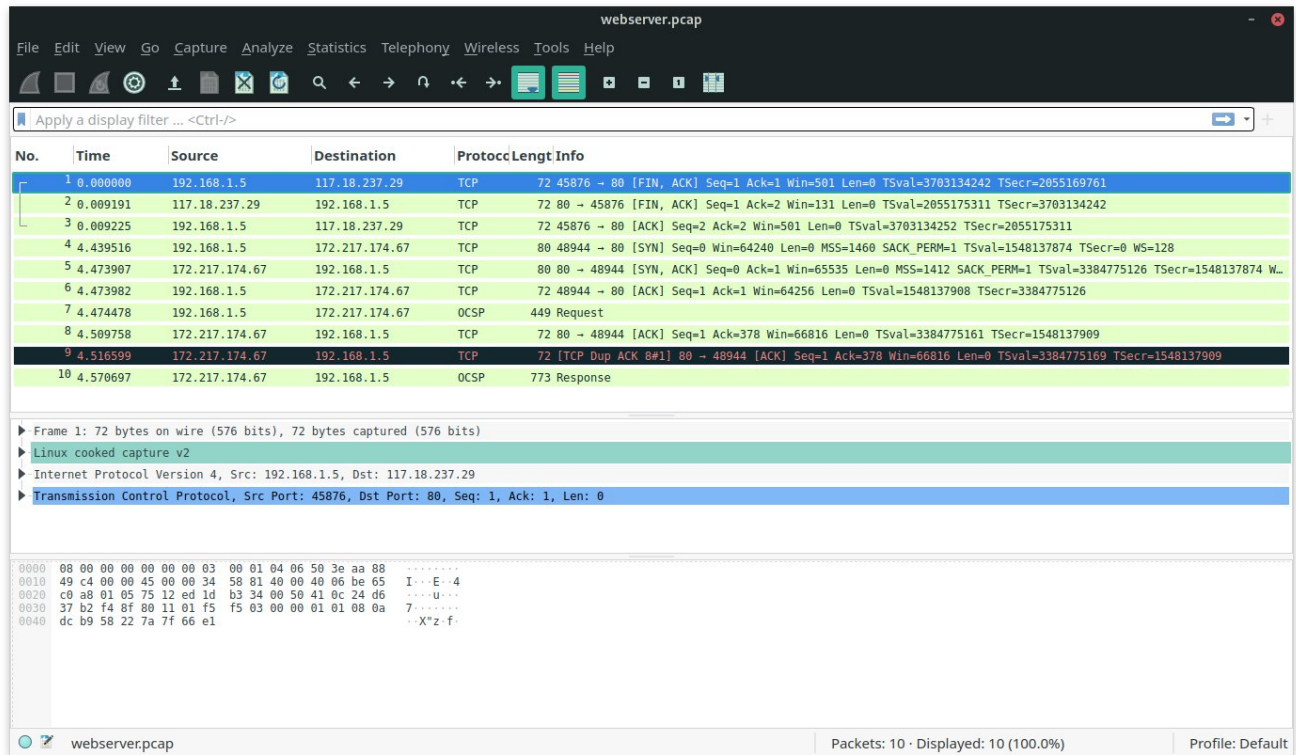 webserver.pcap
File Edit View Go Capture Analyze Statistics Telephony Wireless Tools Help
Apply a display filter ... <Ctrl-/>
No. Time Source Destination Protocc Lengt Info
1 0.000000 192.168.1.5 117.18.237.29 TCP 72 45876 → 80 [FIN, ACK] Seq=1 Ack=1 Win=501 Len=0 TSval=3703134242 TSecr=2055169761
2 0.009191 117.18.237.29 192.168.1.5 TCP 72 80 → 45876 [FIN, ACK] Seq=1 Ack=2 Win=131 Len=0 TSval=2055175311 TSecr=3703134242
3 0.009225 192.168.1.5 117.18.237.29 TCP 72 45876 → 80 [ACK] Seq=2 Ack=2 Win=501 Len=0 TSval=3703134252 TSecr=2055175311
4 4.439516 192.168.1.5 172.217.174.67 TCP 80 48944 → 80 [SYN] Seq=0 Win=64240 Len=0 MSS=1460 SACK_PERM=1 TSval=1548137874 TSecr=0 WS=128
5 4.473907 172.217.174.67 192.168.1.5 TCP 80 80 → 48944 [SYN, ACK] Seq=0 Ack=1 Win=65535 Len=0 MSS=1412 SACK_PERM=1 TSval=3384775126 TSecr=1548137874 W…
6 4.473982 192.168.1.5 172.217.174.67 TCP 72 48944 → 80 [ACK] Seq=1 Ack=1 Win=64256 Len=0 TSval=1548137908 TSecr=3384775126
7 4.474478 192.168.1.5 172.217.174.67 OCSP 449 Request
8 4.509758 172.217.174.67 192.168.1.5 TCP 72 80 → 48944 [ACK] Seq=1 Ack=378 Win=66816 Len=0 TSval=3384775161 TSecr=1548137909
9 4.516599 172.217.174.67 192.168.1.5 TCP 72 [TCP Dup ACK 8#1] 80 → 48944 [ACK] Seq=1 Ack=378 Win=66816 Len=0 TSval=3384775169 TSecr=1548137909
10 4.570697 172.217.174.67 192.168.1.5 OCSP 773 Response
Frame 1: 72 bytes on wire (576 bits), 72 bytes captured (576 bits)
Linux cooked capture v2
Internet Protocol Version 4, Src: 192.168.1.5, Dst: 117.18.237.29
Transmission Control Protocol, Src Port: 45876, Dst Port: 80, Seq: 1, Ack: 1, Len: 0
0000 08 00 00 00 00 00 00 03 00 01 04 06 50 3e aa 88 ········
0010 49 c4 00 00 45 00 00 34 58 81 40 00 40 06 be 65 I···E··4
0020 c0 a8 01 05 75 12 ed 1d b3 34 00 50 41 0c 24 d6 ····u···
0030 37 b2 f4 8f 80 11 01 f5 f5 03 00 00 01 01 08 0a 7·······
0040 dc b9 58 22 7a 7f 66 e1 ··X"z·f·
webserver.pcap Packets: 10 · Displayed: 10 (100.0%) Profile: Default